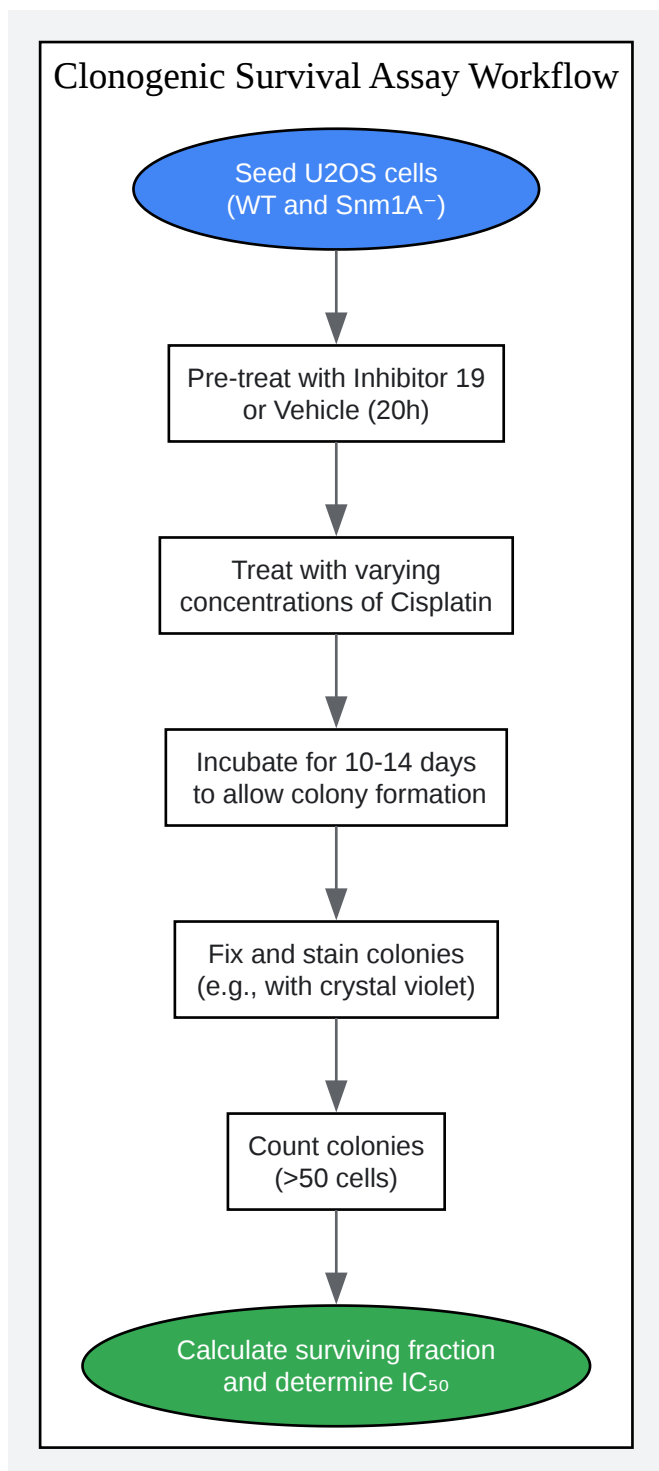 Clonogenic Survival Assay Workflow
Seed U2OS cells
(WT and Snm1A⁻)
Pre-treat with Inhibitor 19
or Vehicle (20h)
Treat with varying
concentrations of Cisplatin
Incubate for 10-14 days
to allow colony formation
Fix and stain colonies
(e.g., with crystal violet)
Count colonies
(>50 cells)
Calculate surviving fraction
and determine IC₅₀